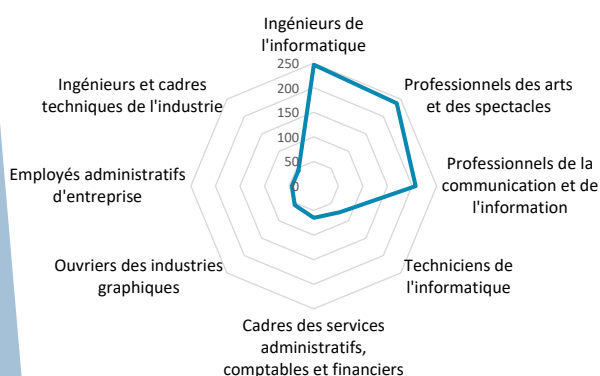 Ingénieurs de
l'informatique
250
200
150
100
50
0
Professionnels des arts
et des spectacles
Professionnels de la
communication et de
l'information
Techniciens de
l'informatique
Cadres des services
administratifs,
comptables et financiers
Ouvriers des industries
graphiques
Employés administratifs
d'entreprise
Ingénieurs et cadres
techniques de l'industrie